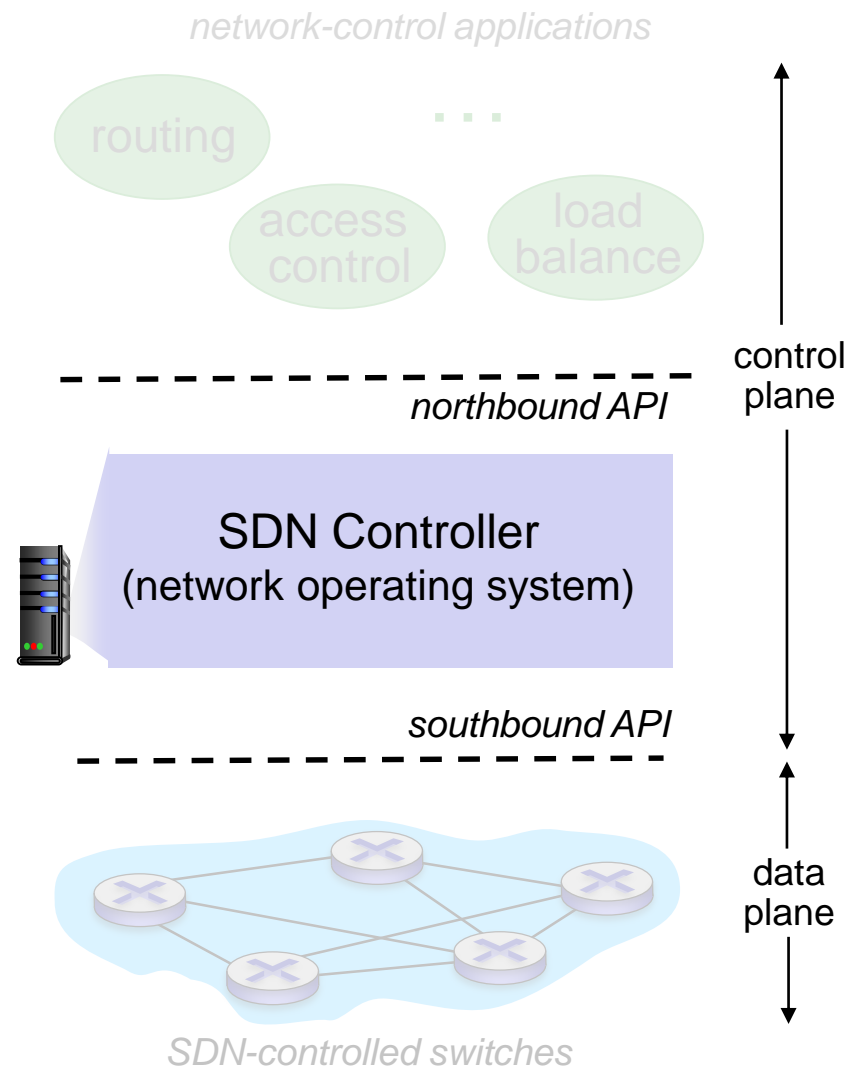 network-control applications
routing
...
access
control
load
balance
control
plane
northbound API
SDN Controller
(network operating system)
southbound API
data
plane
SDN-controlled switches